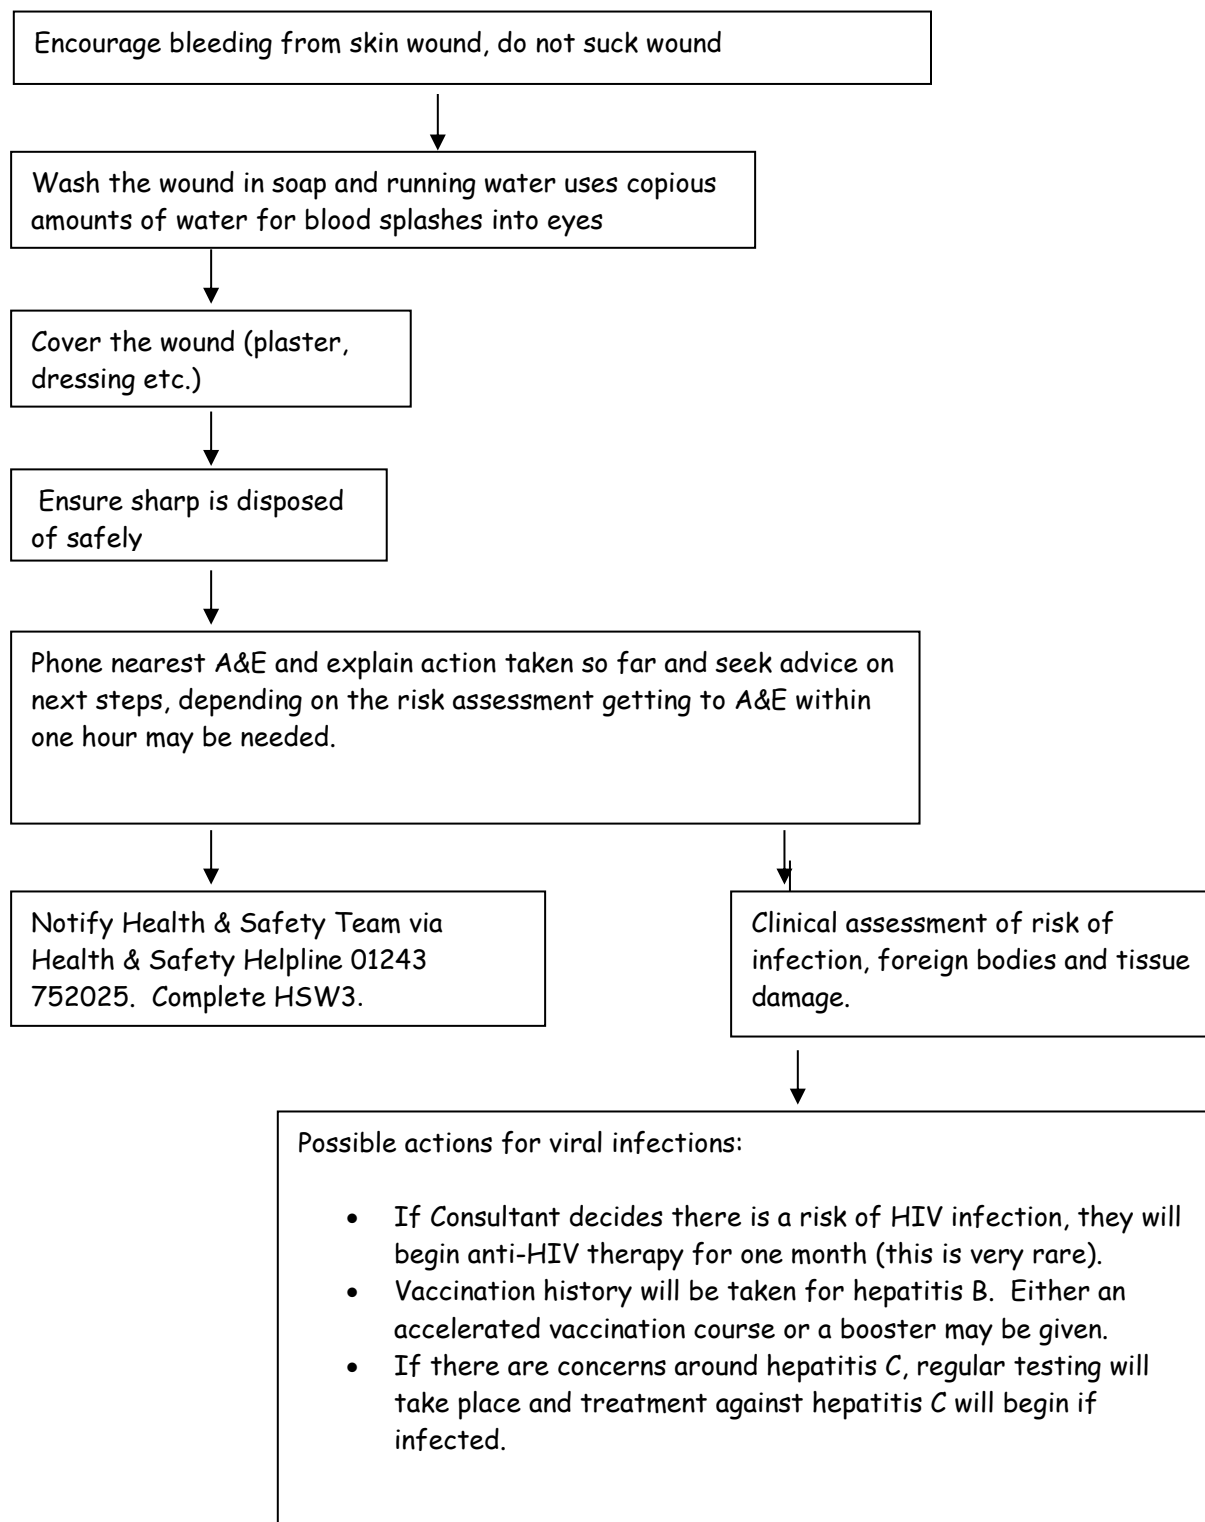 Encourage bleeding from skin wound, do not suck wound
Wash the wound in soap and running water uses copious
amounts of water for blood splashes into eyes
Cover the wound (plaster,
dressing etc.)
Ensure sharp is disposed
of safely
Phone nearest A&E and explain action taken so far and seek advice on
next steps, depending on the risk assessment getting to A&E within
one hour may be needed.
Notify Health & Safety Team via
Health & Safety Helpline 01243
752025.  Complete HSW3.
Clinical assessment of risk of
infection, foreign bodies and tissue
damage.
Possible actions for viral infections:
• If Consultant decides there is a risk of HIV infection, they will
begin anti-HIV therapy for one month (this is very rare).
• Vaccination history will be taken for hepatitis B.  Either an
accelerated vaccination course or a booster may be given.
• If there are concerns around hepatitis C, regular testing will
take place and treatment against hepatitis C will begin if
infected.